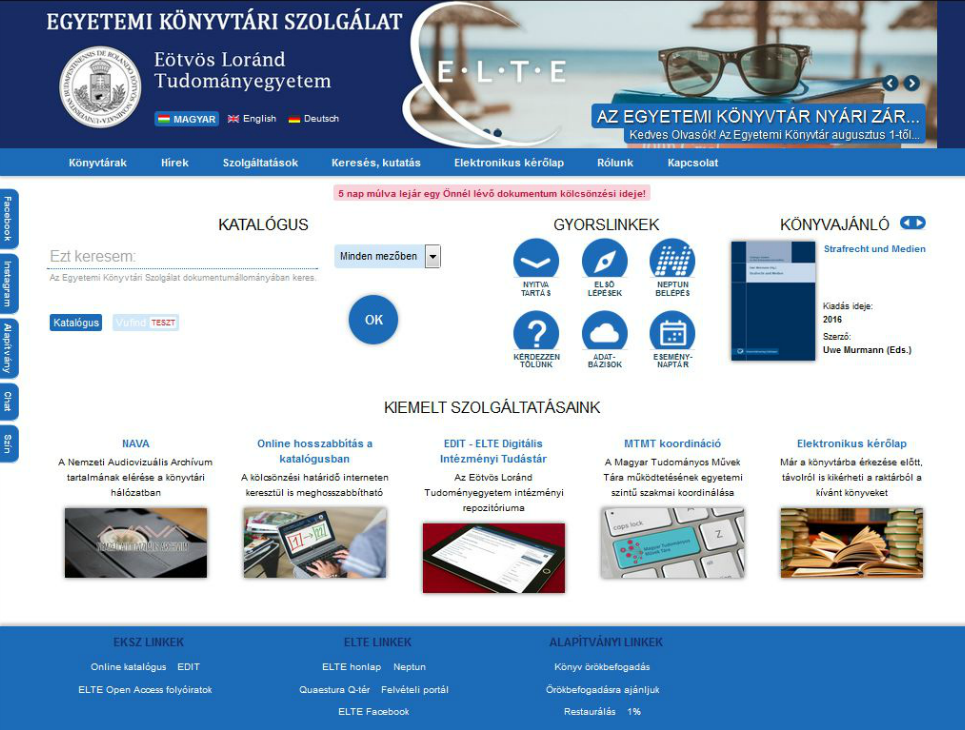 EGYETEMI KÖNYVTÁRI SZOLGÁLAT
Eötvös Loránd
Tudományegyetem
MAGYAR English Deutsch
E·L·T·E
AZ EGYETEMI KÖNYVTÁR NYÁRI ZÁR...
Kedves Olvasók! Az Egyetemi Könyvtár augusztus 1-től...
Könyvtárak Hírek Szolgáltatások Keresés, kutatás Elektronikus kérőlap Rólunk Kapcsolat
Facebook
Instagram
Alapítvány
Chat
Szín
5 nap múlva lejár egy Önnél lévő dokumentum kölcsönzési ideje!
KATALÓGUS
Ezt keresem:
Minden mezőben
Az Egyetemi Könyvtári Szolgálat dokumentumállományában keres.
Katalógus Vufind TESZT
OK
GYORSLINKEK
NYITVA
TARTÁS
ELSŐ
LÉPÉSEK
NEPTUN
BELÉPÉS
KÉRDEZZEN
TŐLÜNK
ADAT-
BÁZISOK
ESEMÉNY-
NAPTÁR
KÖNYVAJÁNLÓ
Strafrecht und Medien
Kiadás ideje:
2016
Szerző:
Uwe Murmann (Eds.)
KIEMELT SZOLGÁLTATÁSAINK
NAVA
A Nemzeti Audiovizuális Archívum
tartalmának elérése a könyvtári
hálózatban
NAVA
Online hosszabbítás a
katalógusban
A kölcsönzési határidő interneten
keresztül is meghosszabbítható
EDIT - ELTE Digitális
Intézményi Tudástár
Az Eötvös Loránd
Tudományegyetem intézményi
repozitóriuma
MTMT koordináció
A Magyar Tudományos Művek
Tára működtetésének egyetemi
szintű szakmai koordinálása
caps lock
Z
Magyar Tudományos
Művek Tára
Elektronikus kérőlap
Már a könyvtárba érkezése előtt,
távolról is kikérheti a raktárból a
kívánt könyveket
EKSZ LINKEK
Online katalógus EDIT
ELTE Open Access folyóiratok
ELTE LINKEK
ELTE honlap Neptun
Quaestura Q-tér Felvételi portál
ELTE Facebook
ALAPÍTVÁNYI LINKEK
Könyv örökbefogadás
Örökbefogadásra ajánljuk
Restaurálás 1%